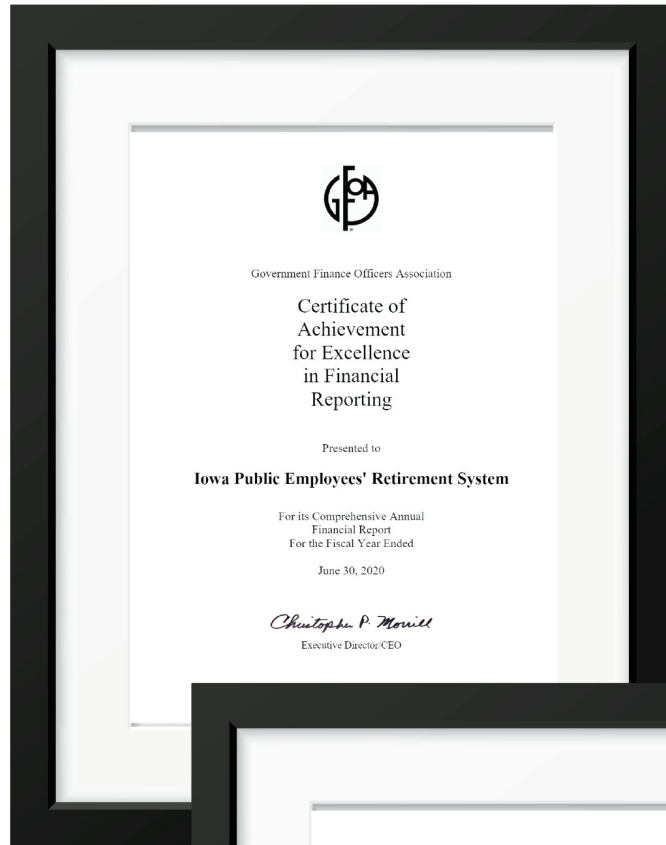 GFOA
Government Finance Officers Association
Certificate of
Achievement
for Excellence
in Financial
Reporting
Presented to
Iowa Public Employees' Retirement System
For its Comprehensive Annual
Financial Report
For the Fiscal Year Ended
June 30, 2020
Christopher P. Morrill
Executive Director/CEO